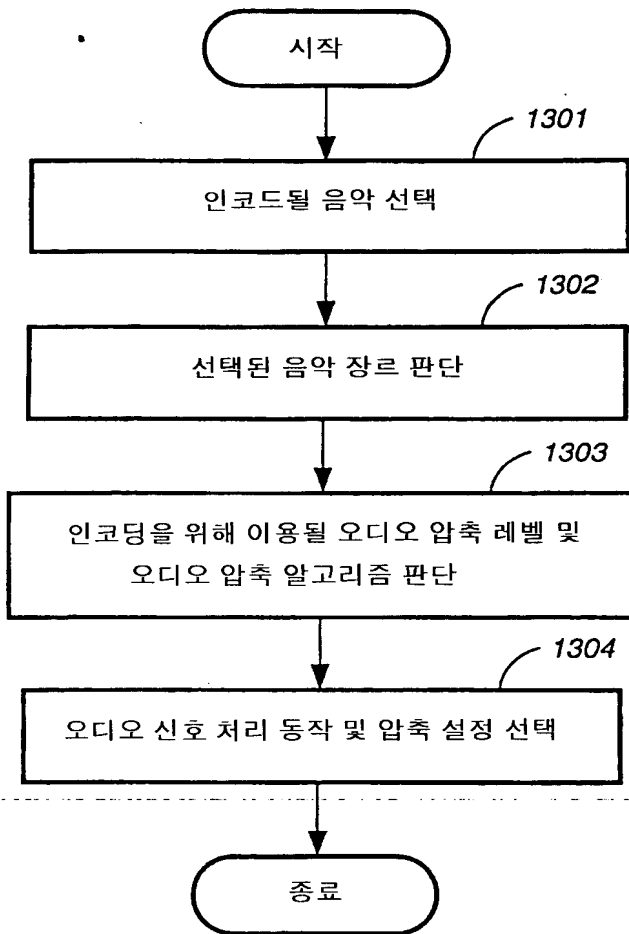 시작
1301
인코드될 음악 선택
1302
선택된 음악 장르 판단
1303
인코딩을 위해 이용될 오디오 압축 레벨 및
오디오 압축 알고리즘 판단
1304
오디오 신호 처리 동작 및 압축 설정 선택
종료